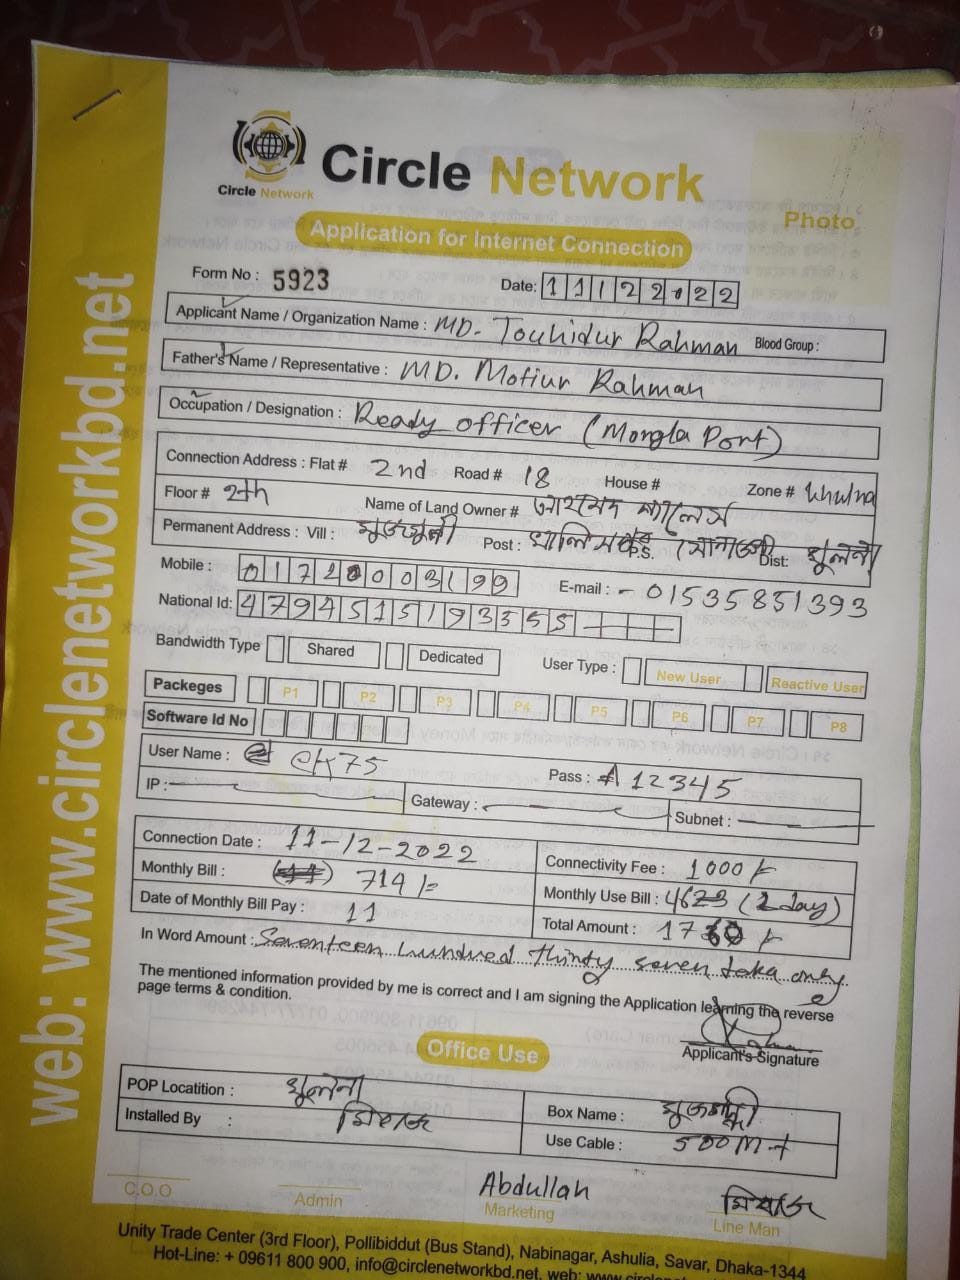 Circle Network
Circle Network
Photo
Application for Internet Connection
Form No : 5923
Date: 11122022
Applicant Name / Organization Name : MD. Touhidur Rahman Blood Group :
Father's Name / Representative : MD. Motiur Rahman
Occupation / Designation : Ready officer (Mongla Port)
Connection Address : Flat # 2nd Road # 18 House # Zone # khulna
Floor # 2th Name of Land Owner #
Permanent Address : Vill : Post : P.S. Dist: খুলনা
Mobile : E-mail : - 01535851393
National Id: 4794515193355
Bandwidth Type Shared Dedicated User Type : New User Reactive User
Packeges P1 P2 P3 P4 P5 P6 P7 P8
Software Id No
User Name : Pass : 12345
IP : Gateway : Subnet :
Connection Date : 11-12-2022 Connectivity Fee : 1000/-
Monthly Bill : 714/- Monthly Use Bill : (2 day)
Date of Monthly Bill Pay : 11 Total Amount :
In Word Amount : Seventeen hundred thirty seven taka only
The mentioned information provided by me is correct and I am signing the Application learning the reverse
page terms & condition.
Applicant's Signature
Office Use
POP Locatition : খুলনা Box Name :
Installed By : মিরাজ Use Cable : 500 M
C.O.O Admin Abdullah Marketing মিরাজ Line Man
Unity Trade Center (3rd Floor), Pollibiddut (Bus Stand), Nabinagar, Ashulia, Savar, Dhaka-1344
Hot-Line: + 09611 800 900, info@circlenetworkbd.net, web:
web: www.circlenetworkbd.net